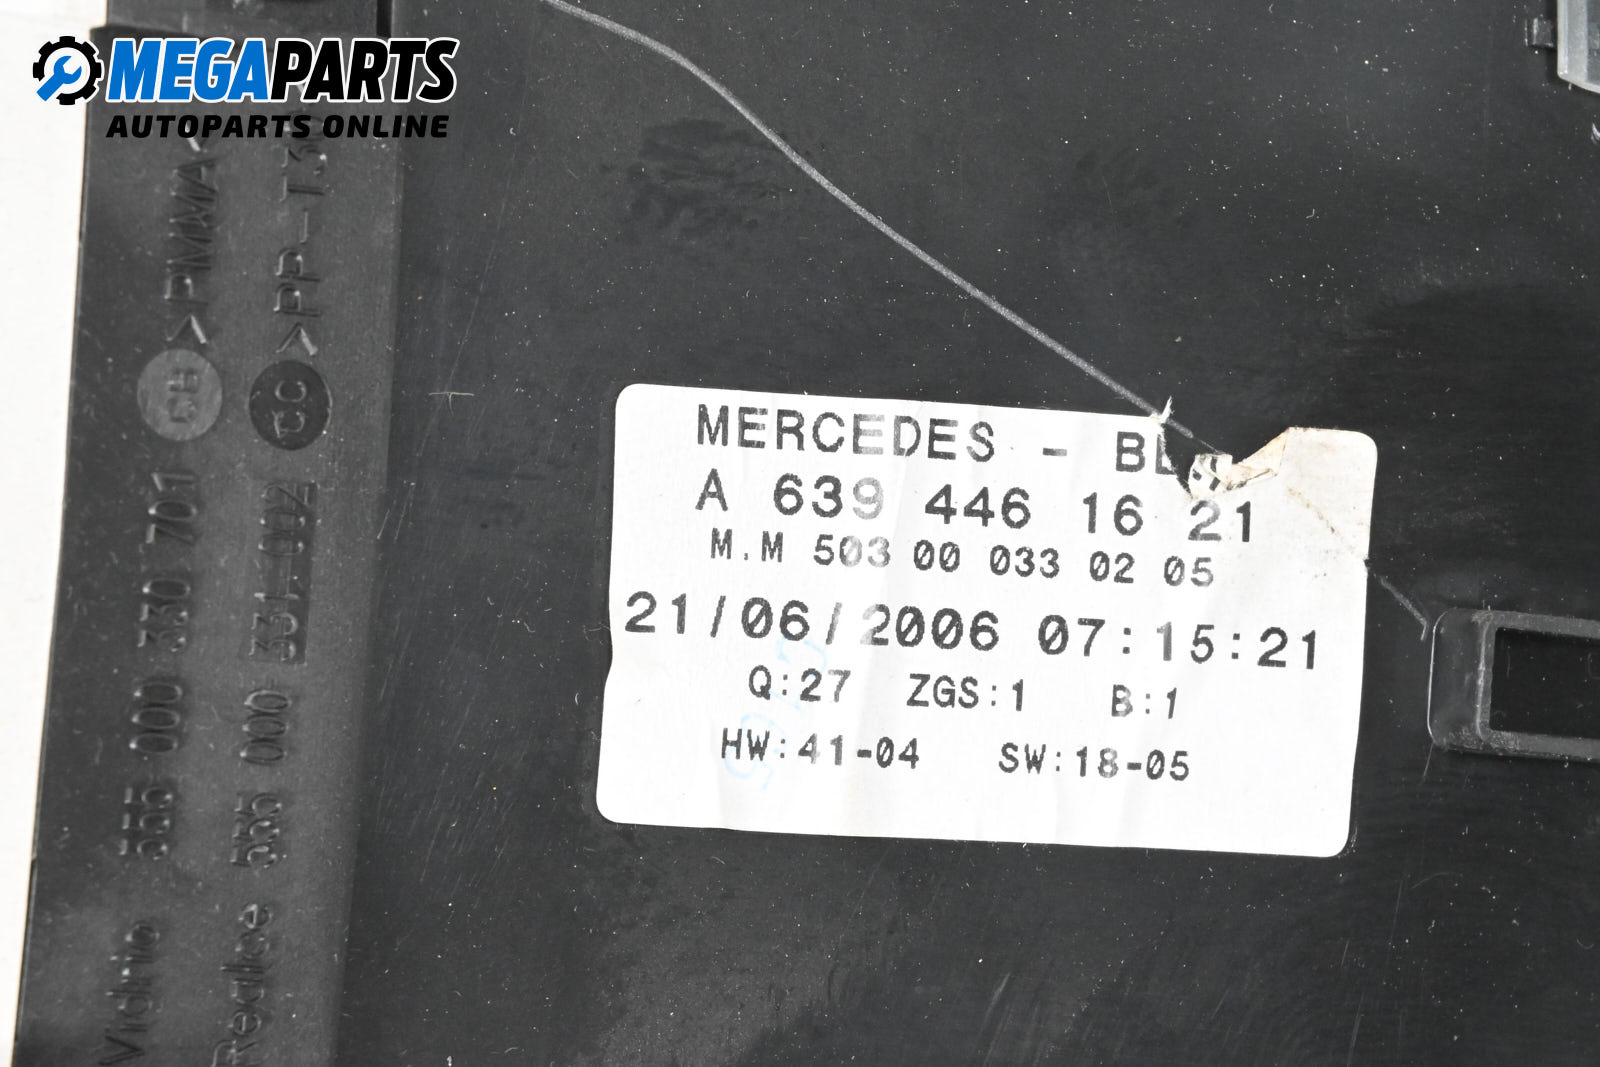 MEGAPARTS
AUTOPARTS ONLINE
MERCEDES - B
A 639 446 16 21
M.M 503 00 033 02 05
21/06/2006 07:15:21
Q:27 ZGS:1 B:1
HW:41-04 SW:18-05
Vidrio 555 000 330 701 >PMMA<
Realce 555 000 331-002 >PP-T3